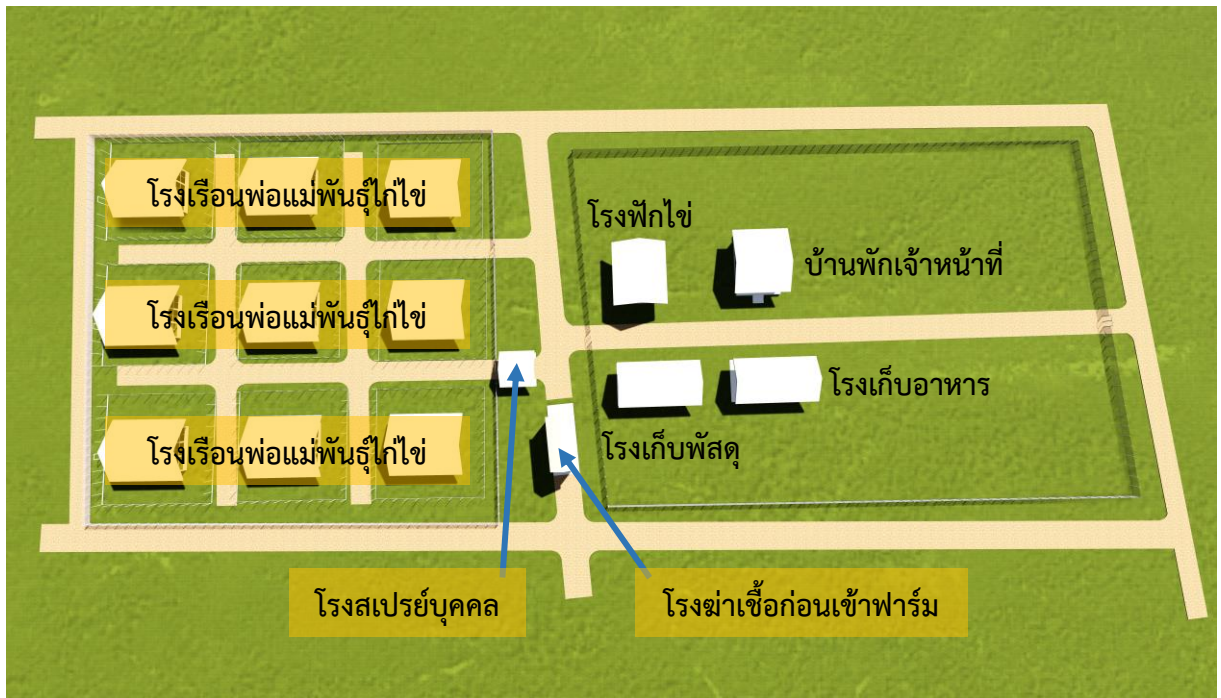 โรงเรือนพ่อแม่พันธุ์ไก่ไข่
โรงฟักไข่
บ้านพักเจ้าหน้าที่
โรงเรือนพ่อแม่พันธุ์ไก่ไข่
โรงเก็บอาหาร
โรงเรือนพ่อแม่พันธุ์ไก่ไข่
โรงเก็บพัสดุ
โรงสเปรย์บุคคล
โรงฆ่าเชื้อก่อนเข้าฟาร์ม